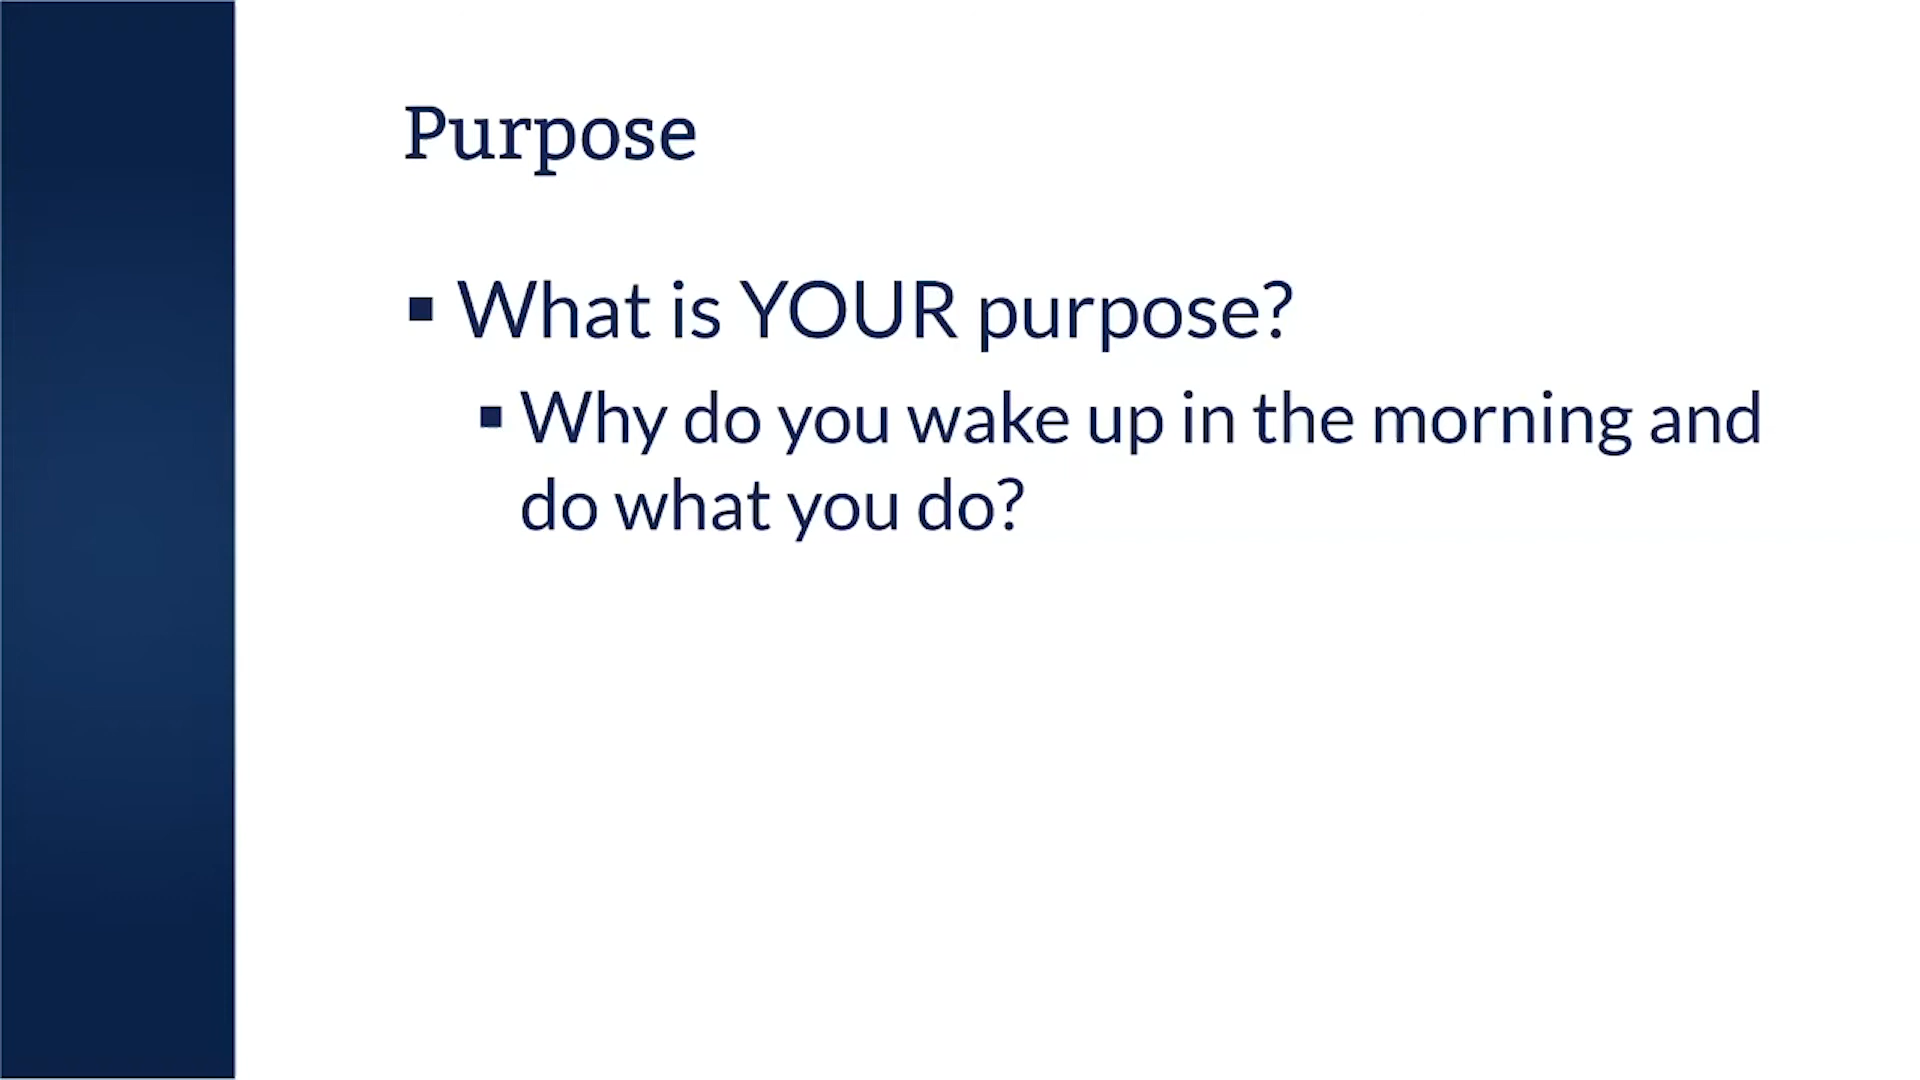 Purpose
▪ What is YOUR purpose?
▪ Why do you wake up in the morning and
do what you do?